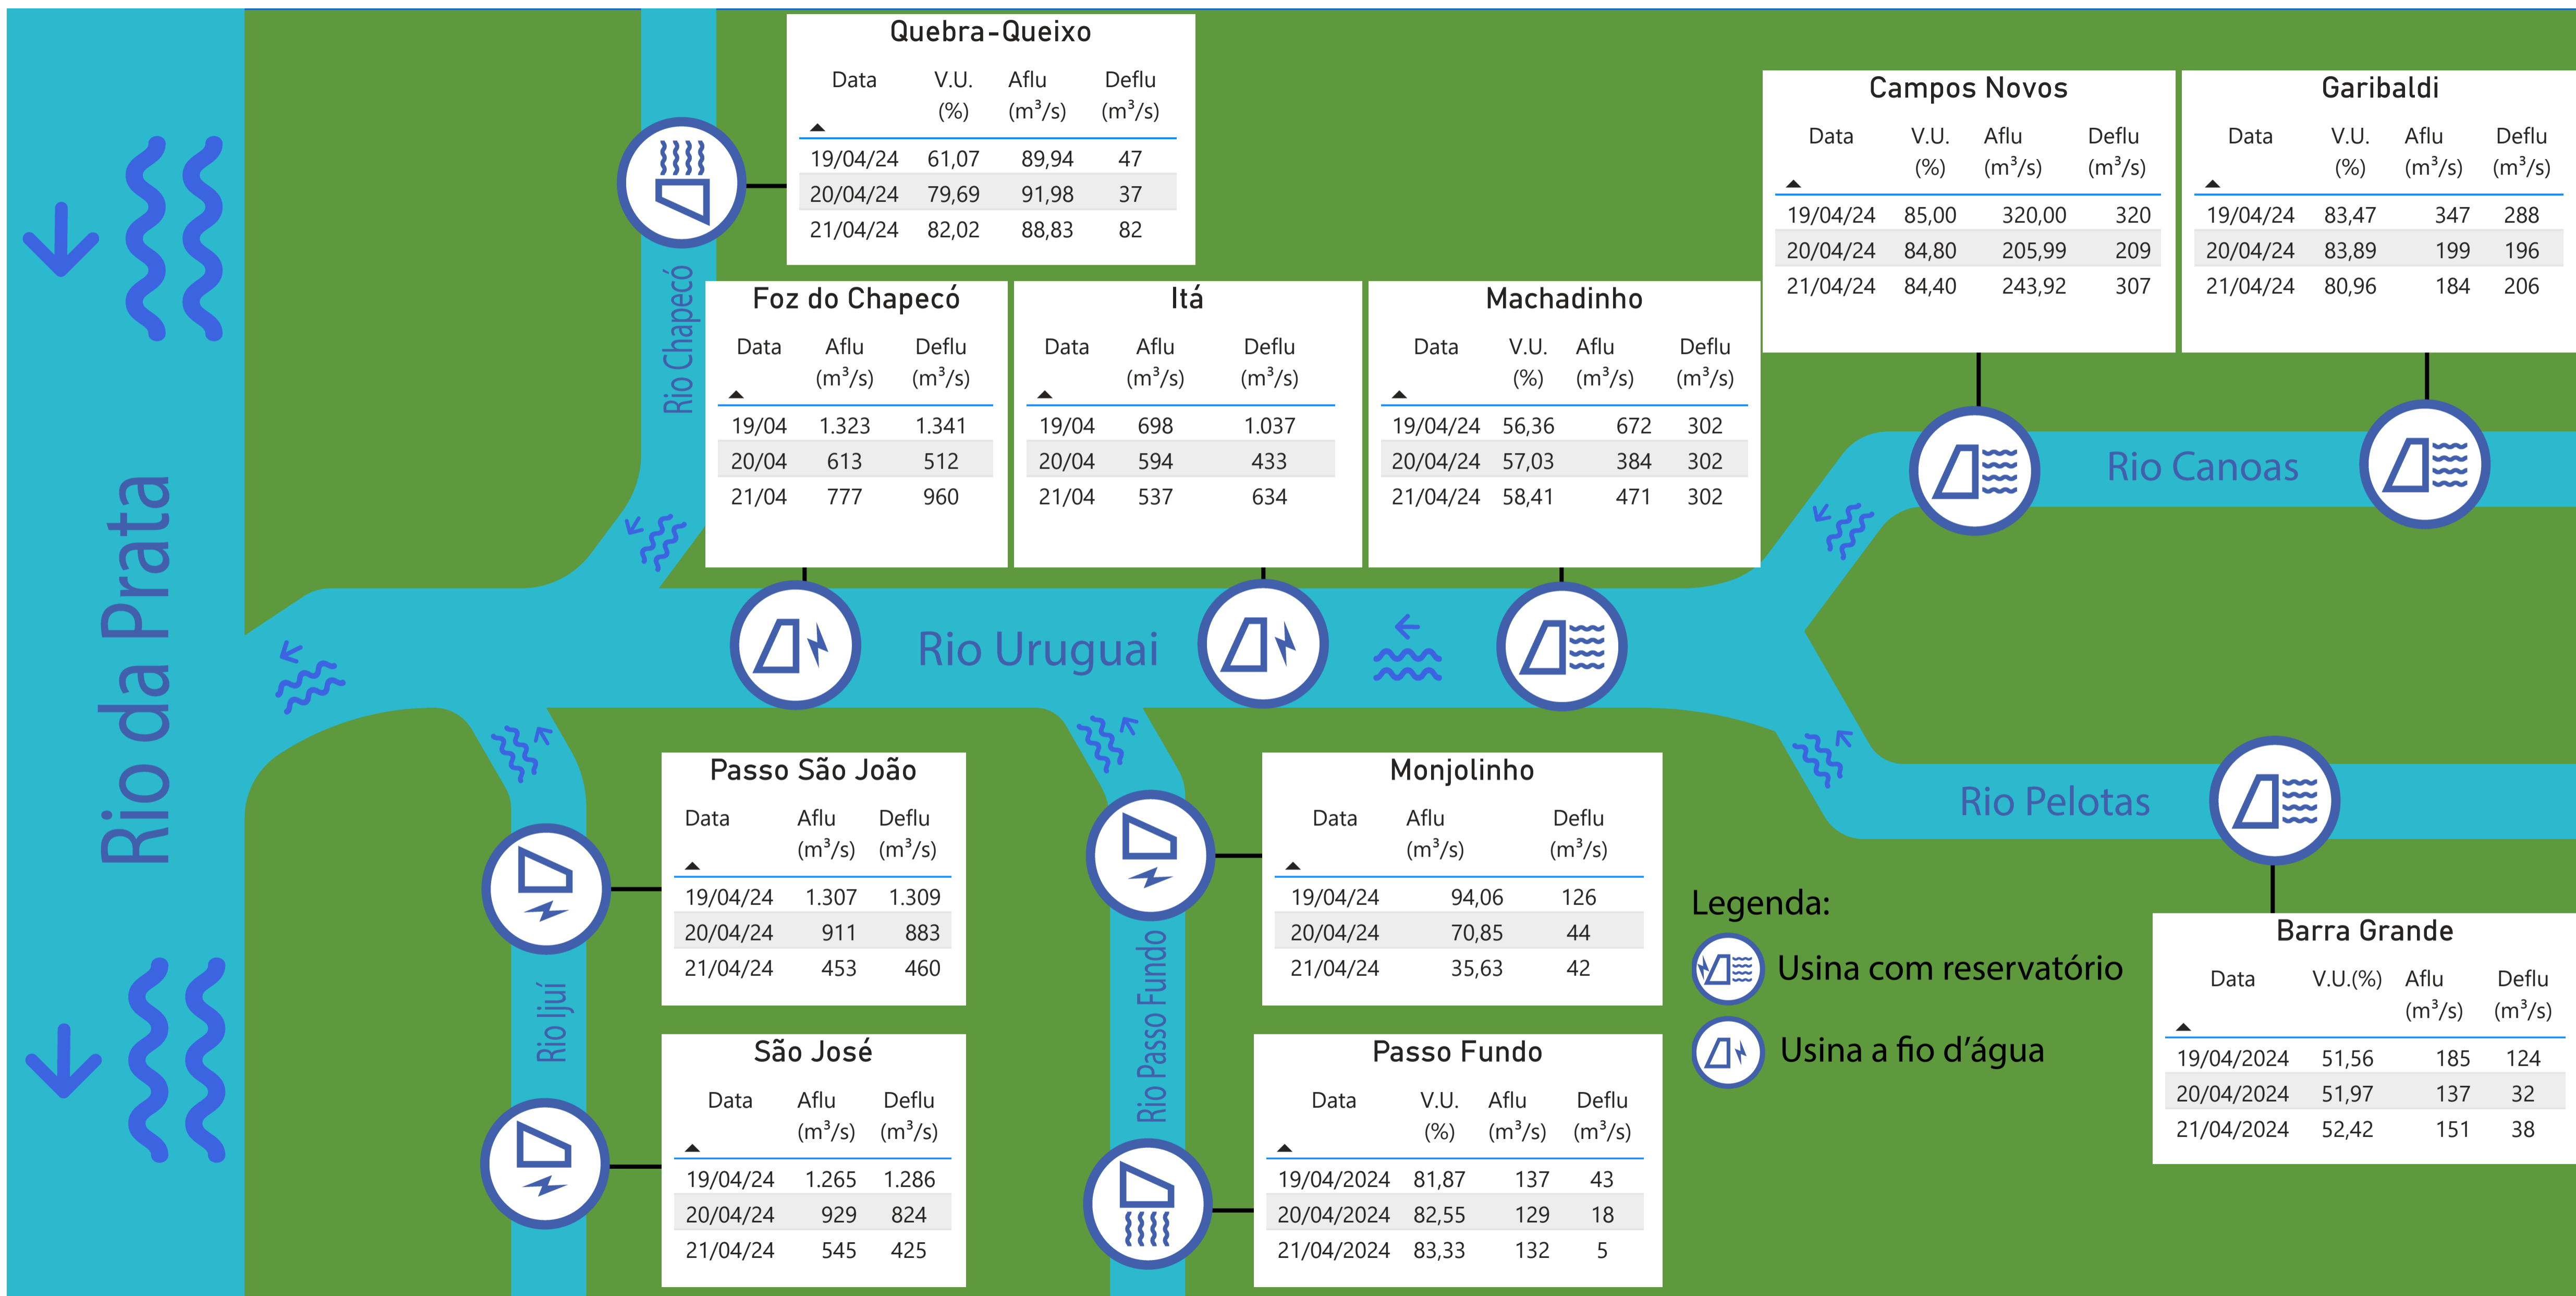 Rio da Prata
Quebra-Queixo
Data V.U. (%) Aflu (m³/s) Deflu (m³/s)
19/04/24 61,07 89,94 47
20/04/24 79,69 91,98 37
21/04/24 82,02 88,83 82
Rio Chapecó
Campos Novos
Data V.U. (%) Aflu (m³/s) Deflu (m³/s)
19/04/24 85,00 320,00 320
20/04/24 84,80 205,99 209
21/04/24 84,40 243,92 307
Garibaldi
Data V.U. (%) Aflu (m³/s) Deflu (m³/s)
19/04/24 83,47 347 288
20/04/24 83,89 199 196
21/04/24 80,96 184 206
Foz do Chapecó
Data Aflu (m³/s) Deflu (m³/s)
19/04 1.323 1.341
20/04 613 512
21/04 777 960
Itá
Data Aflu (m³/s) Deflu (m³/s)
19/04 698 1.037
20/04 594 433
21/04 537 634
Machadinho
Data V.U. (%) Aflu (m³/s) Deflu (m³/s)
19/04/24 56,36 672 302
20/04/24 57,03 384 302
21/04/24 58,41 471 302
Rio Canoas
Rio Uruguai
Rio Pelotas
Passo São João
Data Aflu (m³/s) Deflu (m³/s)
19/04/24 1.307 1.309
20/04/24 911 883
21/04/24 453 460
Rio Ijuí
São José
Data Aflu (m³/s) Deflu (m³/s)
19/04/24 1.265 1.286
20/04/24 929 824
21/04/24 545 425
Monjolinho
Data Aflu (m³/s) Deflu (m³/s)
19/04/24 94,06 126
20/04/24 70,85 44
21/04/24 35,63 42
Rio Passo Fundo
Passo Fundo
Data V.U. (%) Aflu (m³/s) Deflu (m³/s)
19/04/2024 81,87 137 43
20/04/2024 82,55 129 18
21/04/2024 83,33 132 5
Legenda:
Usina com reservatório
Usina a fio d'água
Barra Grande
Data V.U.(%) Aflu (m³/s) Deflu (m³/s)
19/04/2024 51,56 185 124
20/04/2024 51,97 137 32
21/04/2024 52,42 151 38